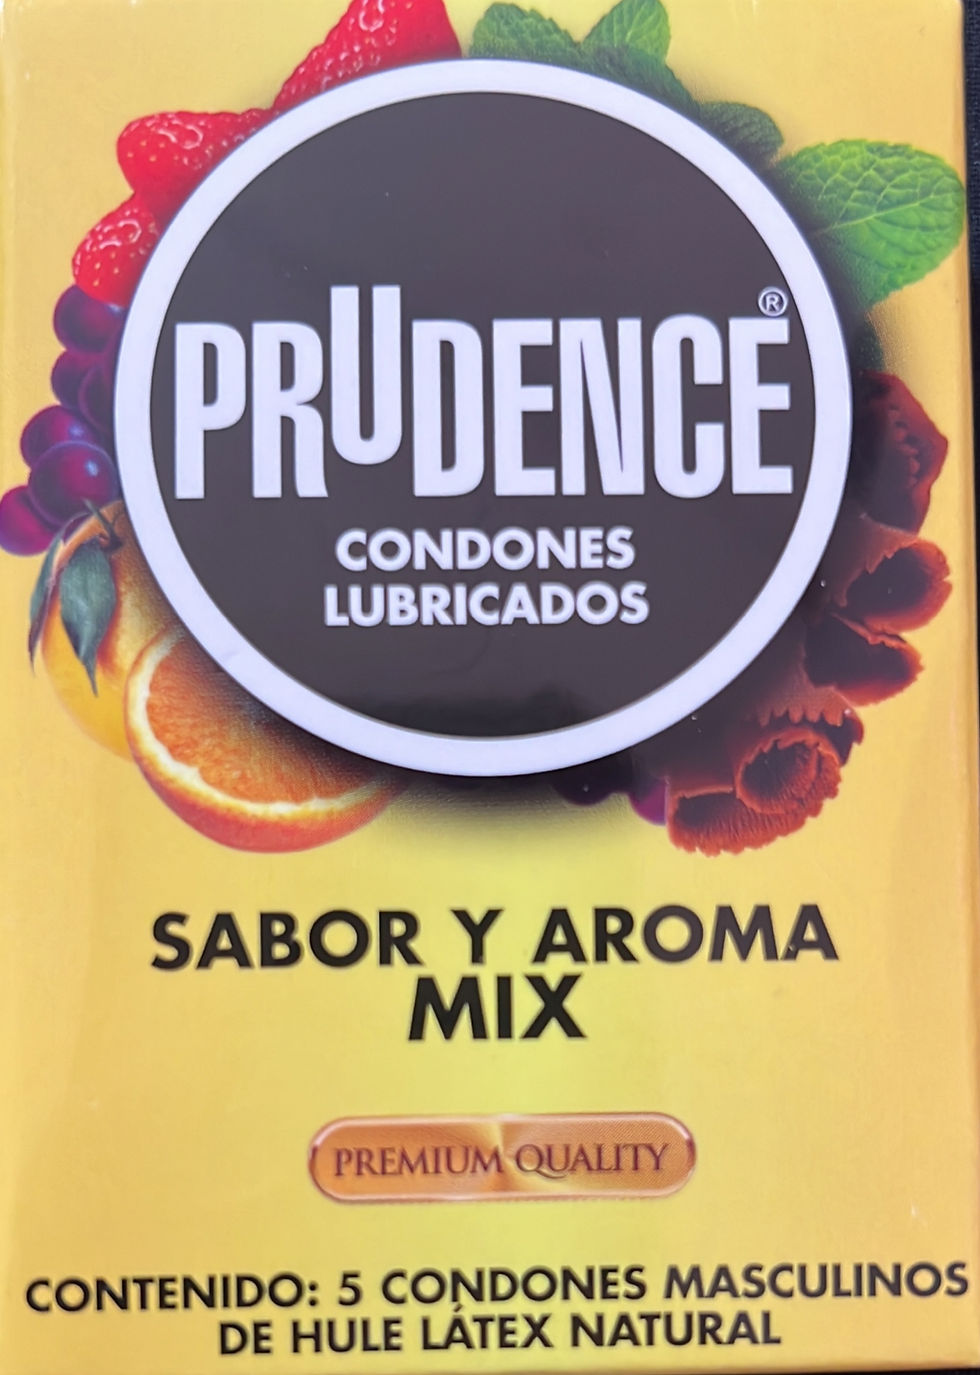 PRUDENCE®
CONDONES
LUBRICADOS
SABOR Y AROMA
MIX
PREMIUM QUALITY
CONTENIDO: 5 CONDONES MASCULINOS
DE HULE LÁTEX NATURAL